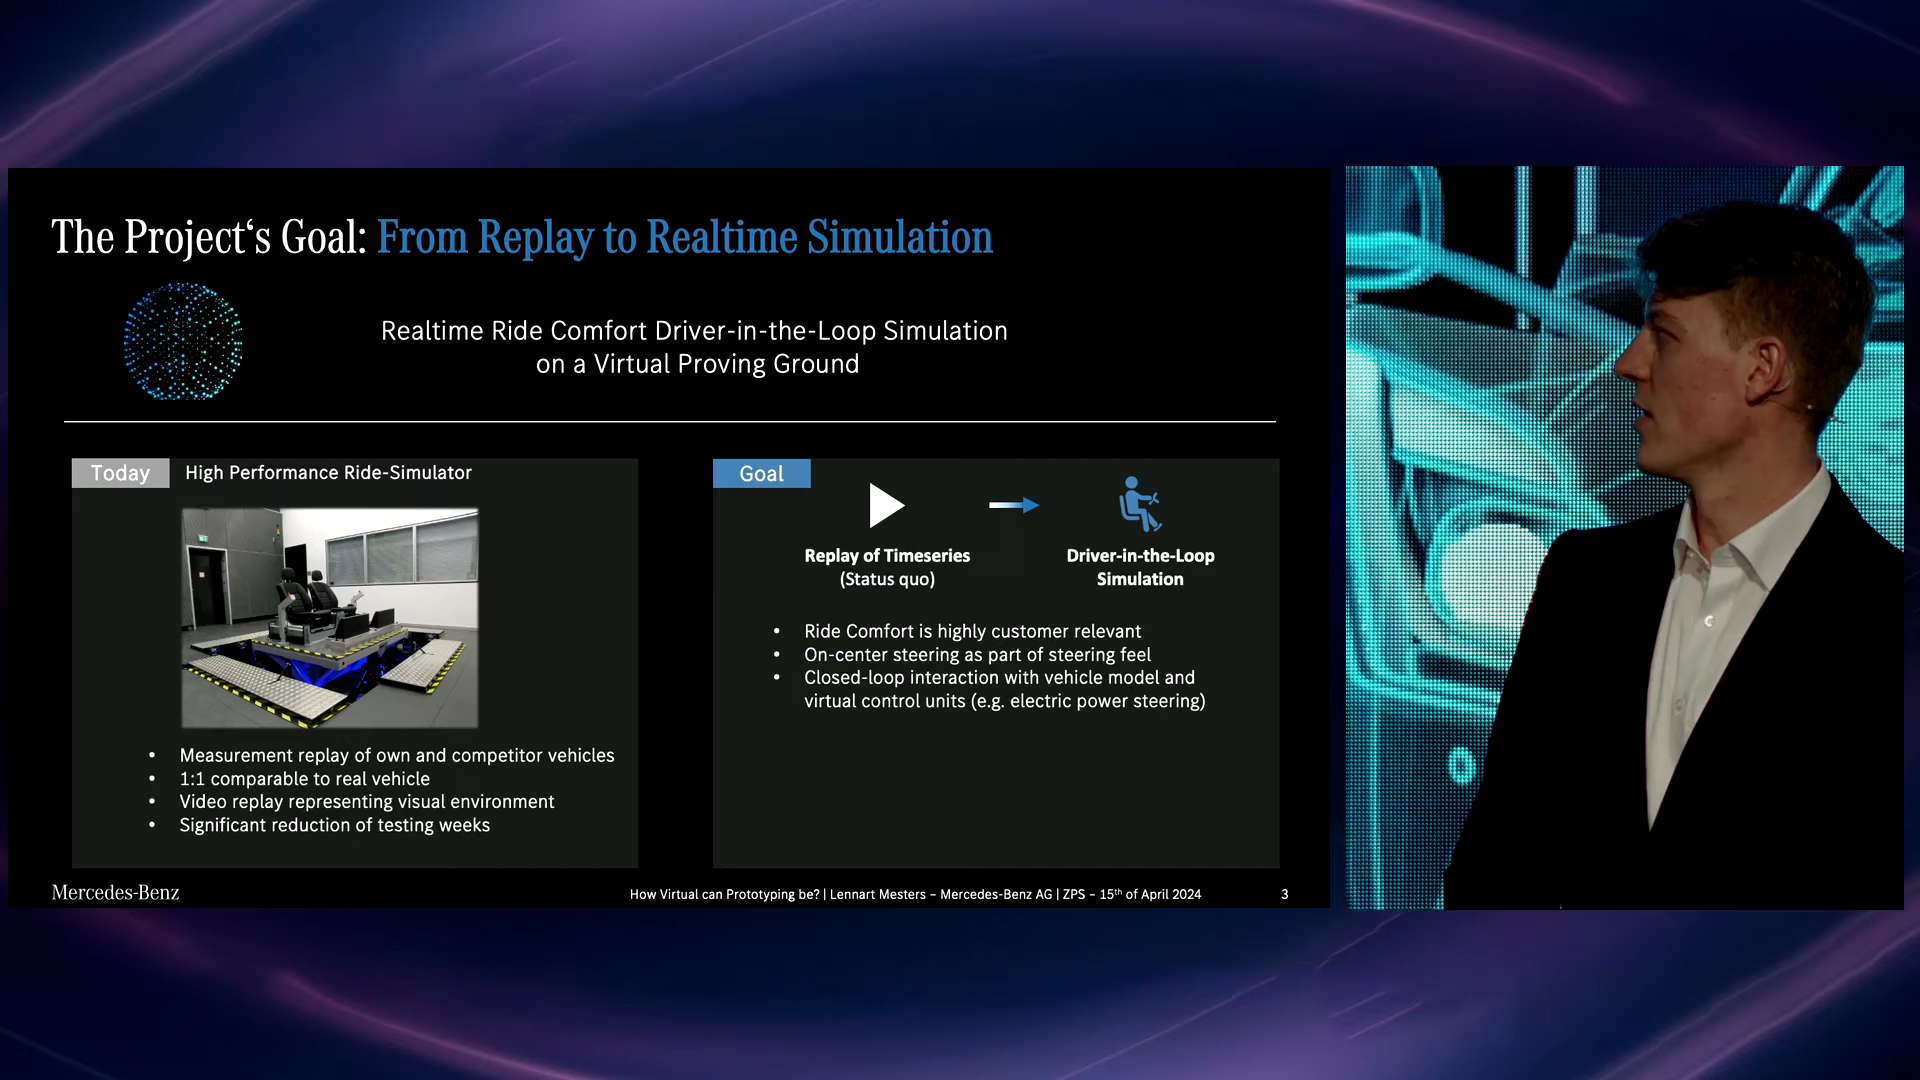 The Project‘s Goal: From Replay to Realtime Simulation
Realtime Ride Comfort Driver-in-the-Loop Simulation
on a Virtual Proving Ground
Today
High Performance Ride-Simulator
• Measurement replay of own and competitor vehicles
• 1:1 comparable to real vehicle
• Video replay representing visual environment
• Significant reduction of testing weeks
Goal
Replay of Timeseries
(Status quo)
Driver-in-the-Loop
Simulation
• Ride Comfort is highly customer relevant
• On-center steering as part of steering feel
• Closed-loop interaction with vehicle model and
virtual control units (e.g. electric power steering)
Mercedes-Benz
How Virtual can Prototyping be? | Lennart Mesters – Mercedes-Benz AG | ZPS – 15th of April 2024
3